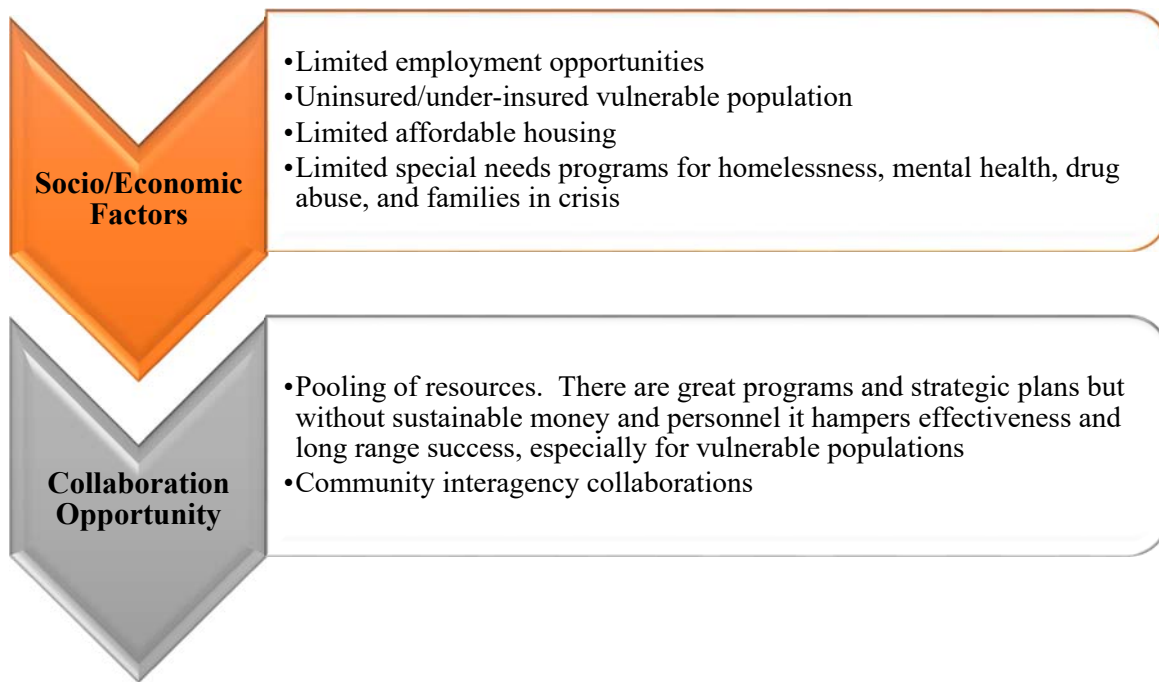 Socio/Economic
Factors
•Limited employment opportunities
•Uninsured/under-insured vulnerable population
•Limited affordable housing
•Limited special needs programs for homelessness, mental health, drug
abuse, and families in crisis
Collaboration
Opportunity
•Pooling of resources.  There are great programs and strategic plans but
without sustainable money and personnel it hampers effectiveness and
long range success, especially for vulnerable populations
•Community interagency collaborations